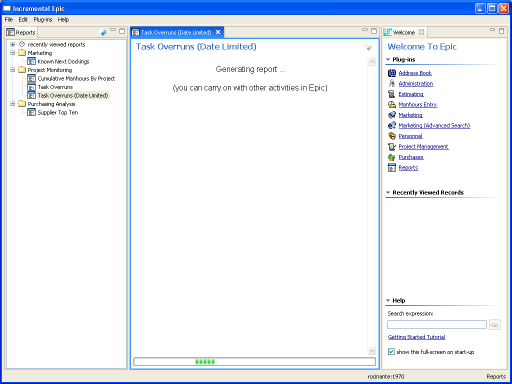 Incremental Epic
File Edit Plug-ins Help
Reports
recently viewed reports
Marketing
Known Next Dockings
Project Monitoring
Cumulative Manhours By Project
Task Overruns
Task Overruns (Date Limited)
Purchasing Analysis
Supplier Top Ten
Task Overruns (Date Limited)
Task Overruns (Date Limited)
Generating report ...
(you can carry on with other activities in Epic)
Welcome
Welcome To Epic
Plug-ins
Address Book
Administration
Estimating
Manhours Entry
Marketing
Marketing (Advanced Search)
Personnel
Project Management
Purchases
Reports
Recently Viewed Records
Help
Search expression:
Go
Getting Started Tutorial
show this full-screen on start-up
rocinante:1970 Reports